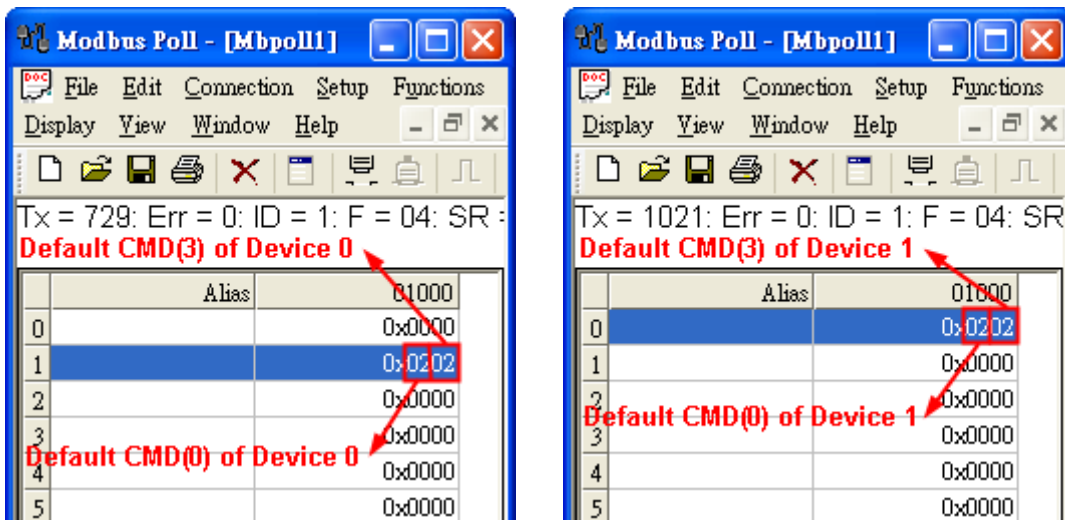 Modbus Poll - [Mbpoll1]
File Edit Connection Setup Functions
Display View Window Help
Tx = 729: Err = 0: ID = 1: F = 04: SR =
Default CMD(3) of Device 0
Alias 01000
0 0x0000
1 0x0202
2 0x0000
3 0x0000
Default CMD(0) of Device 0
4 0x0000
5 0x0000
Modbus Poll - [Mbpoll1]
File Edit Connection Setup Functions
Display View Window Help
Tx = 1021: Err = 0: ID = 1: F = 04: SR
Default CMD(3) of Device 1
Alias 01000
0 0x0202
1 0x0000
2 0x0000
Default CMD(0) of Device 1
3 0x0000
4 0x0000
5 0x0000